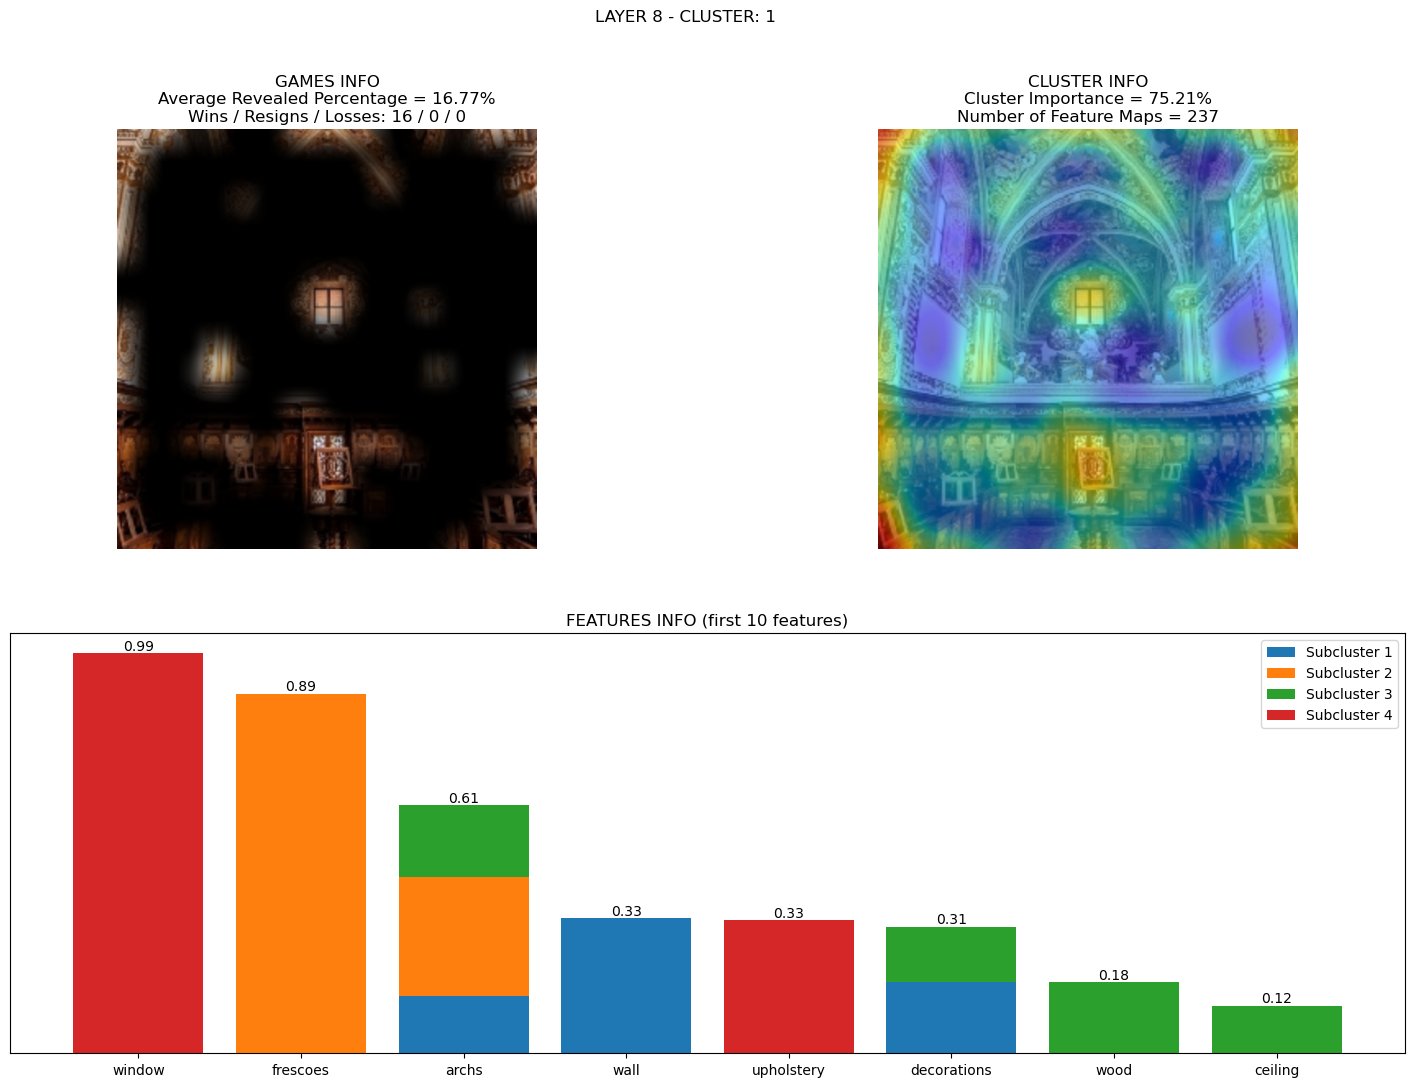 LAYER 8 - CLUSTER: 1
GAMES INFO
Average Revealed Percentage = 16.77%
Wins / Resigns / Losses: 16 / 0 / 0
CLUSTER INFO
Cluster Importance = 75.21%
Number of Feature Maps = 237
FEATURES INFO (first 10 features)
0.99
0.89
0.61
0.33
0.33
0.31
0.18
0.12
Subcluster 1
Subcluster 2
Subcluster 3
Subcluster 4
window
frescoes
archs
wall
upholstery
decorations
wood
ceiling